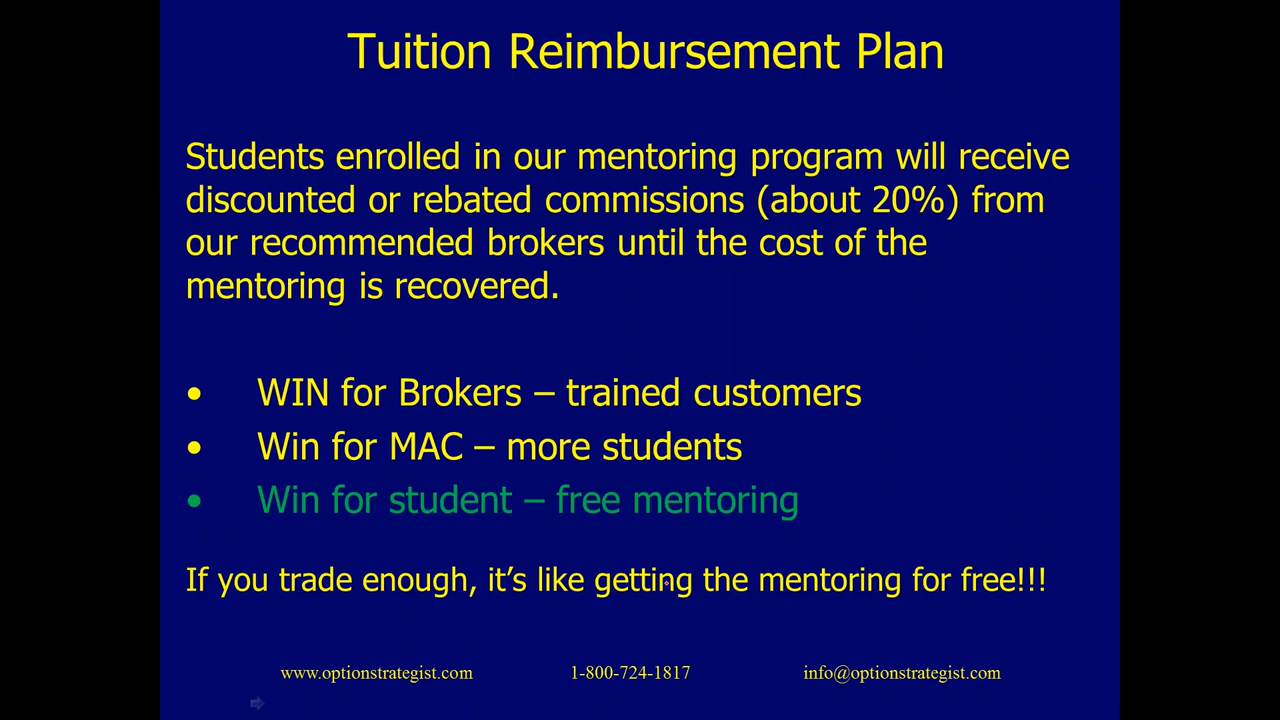 Tuition Reimbursement Plan
Students enrolled in our mentoring program will receive
discounted or rebated commissions (about 20%) from
our recommended brokers until the cost of the
mentoring is recovered.
• WIN for Brokers – trained customers
• Win for MAC – more students
• Win for student – free mentoring
If you trade enough, it’s like getting the mentoring for free!!!
www.optionstrategist.com 1-800-724-1817 info@optionstrategist.com